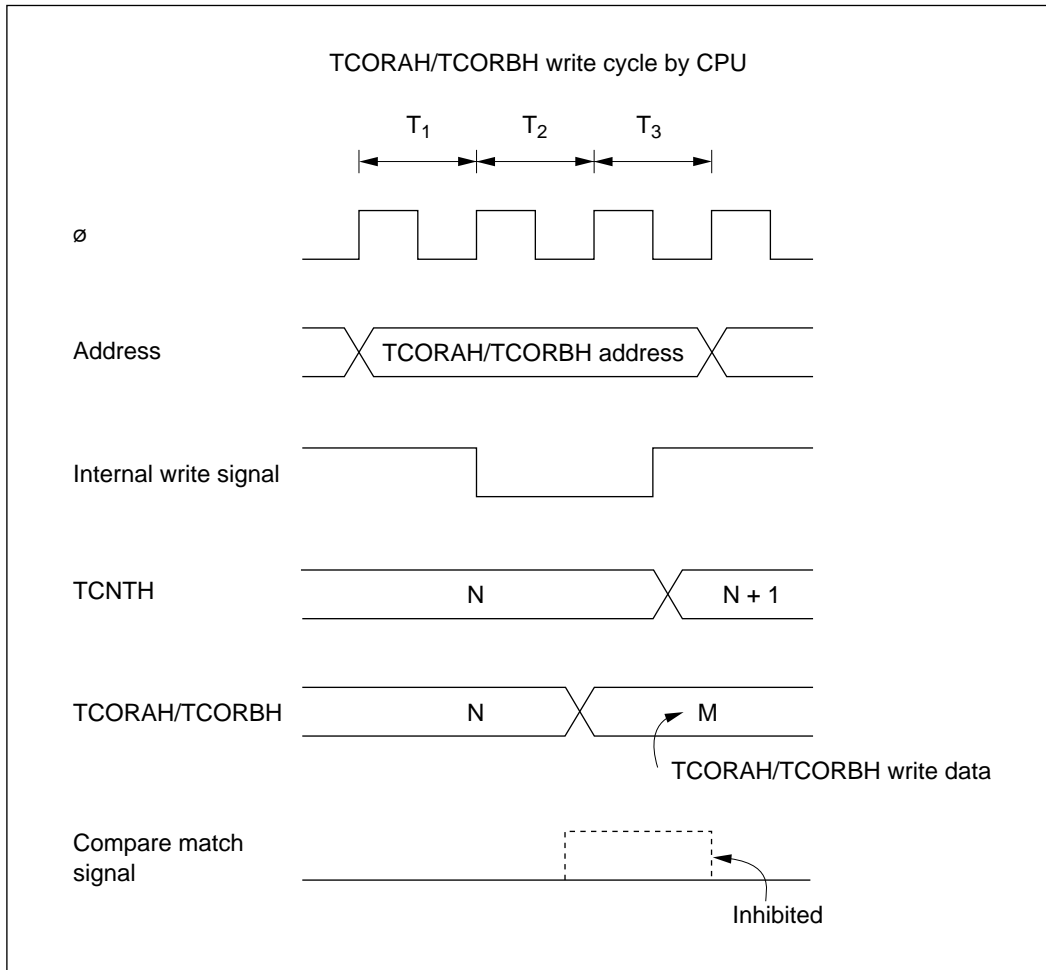 TCORAH/TCORBH write cycle by CPU
T1 T2 T3
ø
Address
TCORAH/TCORBH address
Internal write signal
TCNTH
N
N + 1
TCORAH/TCORBH
N
M
TCORAH/TCORBH write data
Compare match
signal
Inhibited